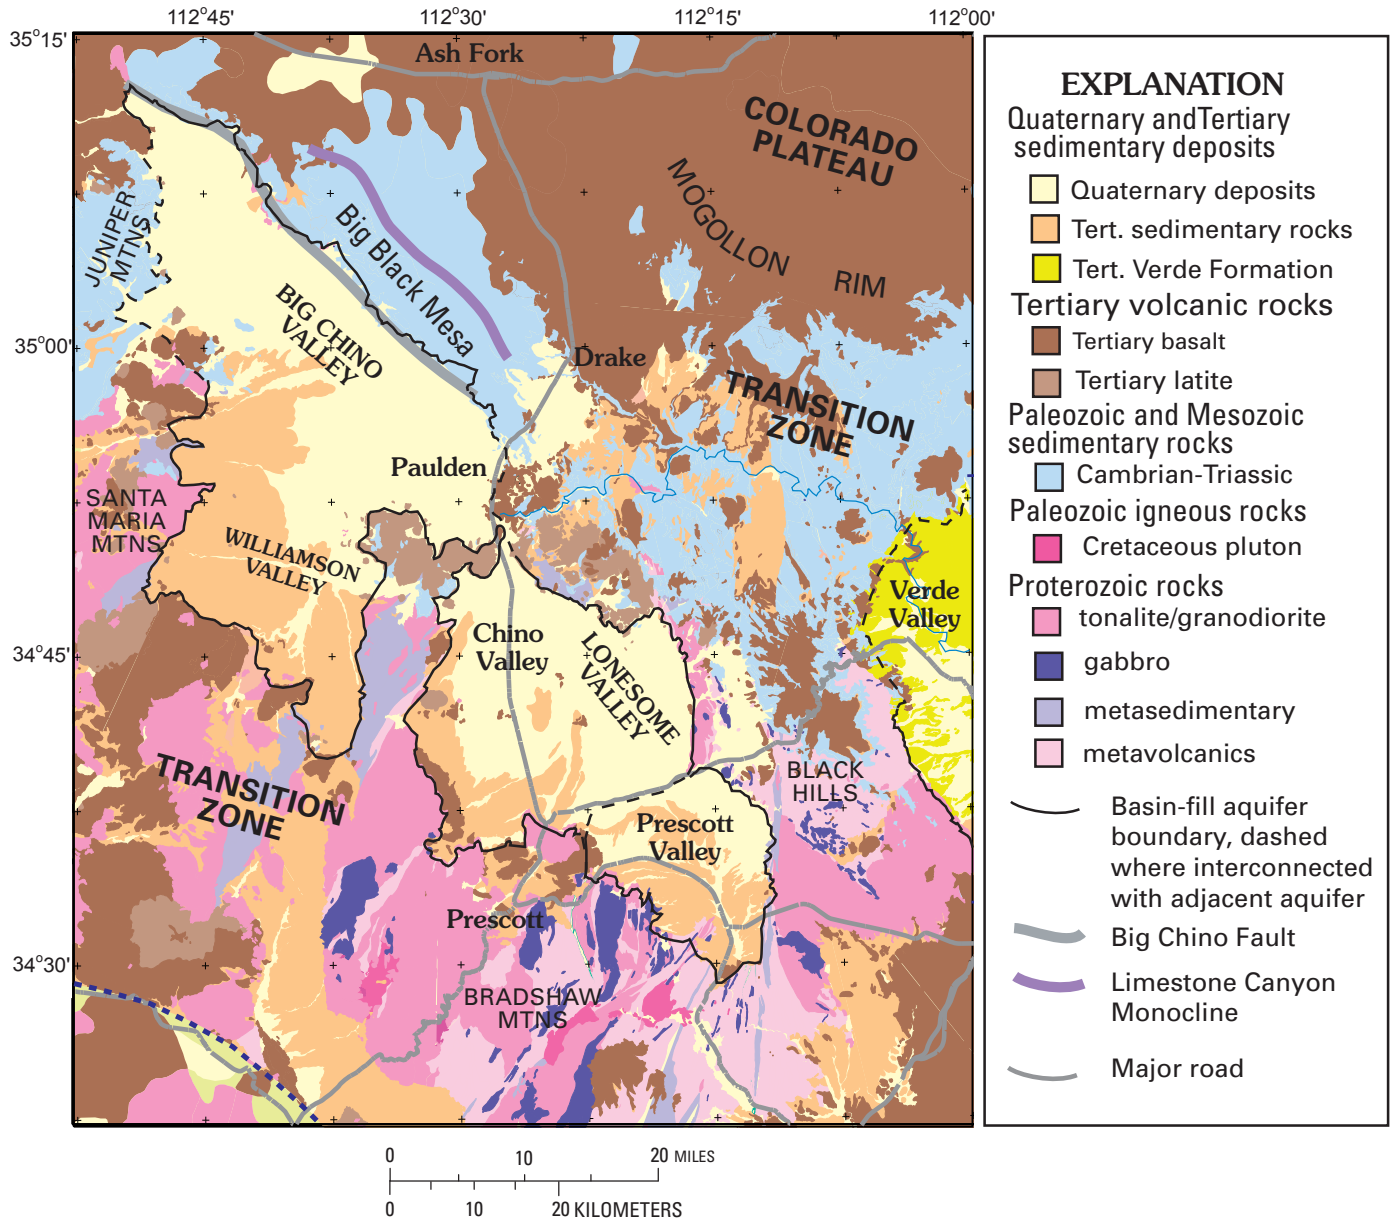 112°45'
112°30'
112°15'
112°00'
35°15'
35°00'
34°45'
34°30'
Ash Fork
COLORADO
PLATEAU
MOGOLLON RIM
JUNIPER
MTNS
Big Black Mesa
BIG CHINO
VALLEY
Drake
TRANSITION
ZONE
Paulden
SANTA
MARIA
MTNS
WILLIAMSON
VALLEY
Verde
Valley
Chino
Valley
LONESOME
VALLEY
TRANSITION
ZONE
BLACK
HILLS
Prescott
Valley
Prescott
BRADSHAW
MTNS
0 10 20 MILES
0 10 20 KILOMETERS
EXPLANATION
Quaternary andTertiary
sedimentary deposits
Quaternary deposits
Tert. sedimentary rocks
Tert. Verde Formation
Tertiary volcanic rocks
Tertiary basalt
Tertiary latite
Paleozoic and Mesozoic
sedimentary rocks
Cambrian-Triassic
Paleozoic igneous rocks
Cretaceous pluton
Proterozoic rocks
tonalite/granodiorite
gabbro
metasedimentary
metavolcanics
Basin-fill aquifer
boundary, dashed
where interconnected
with adjacent aquifer
Big Chino Fault
Limestone Canyon
Monocline
Major road